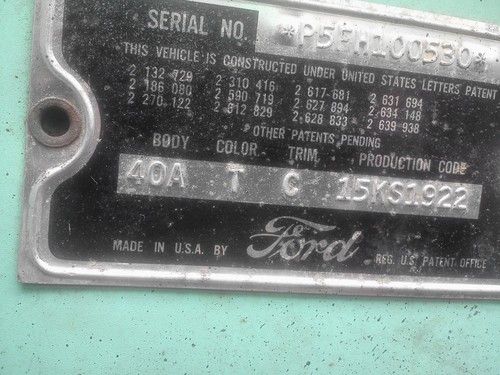 SERIAL NO. *P5FH100530*
THIS VEHICLE IS CONSTRUCTED UNDER UNITED STATES LETTERS PATENT
2 132 729 2 310 416 2 617 681 2 631 694
2 186 080 2 590 719 2 627 894 2 634 148
2 270 122 2 612 829 2 628 833 2 639 938
OTHER PATENTS PENDING
BODY COLOR TRIM PRODUCTION CODE
40A T C 15KS1922
MADE IN U.S.A. BY Ford REG. U.S. PATENT OFFICE